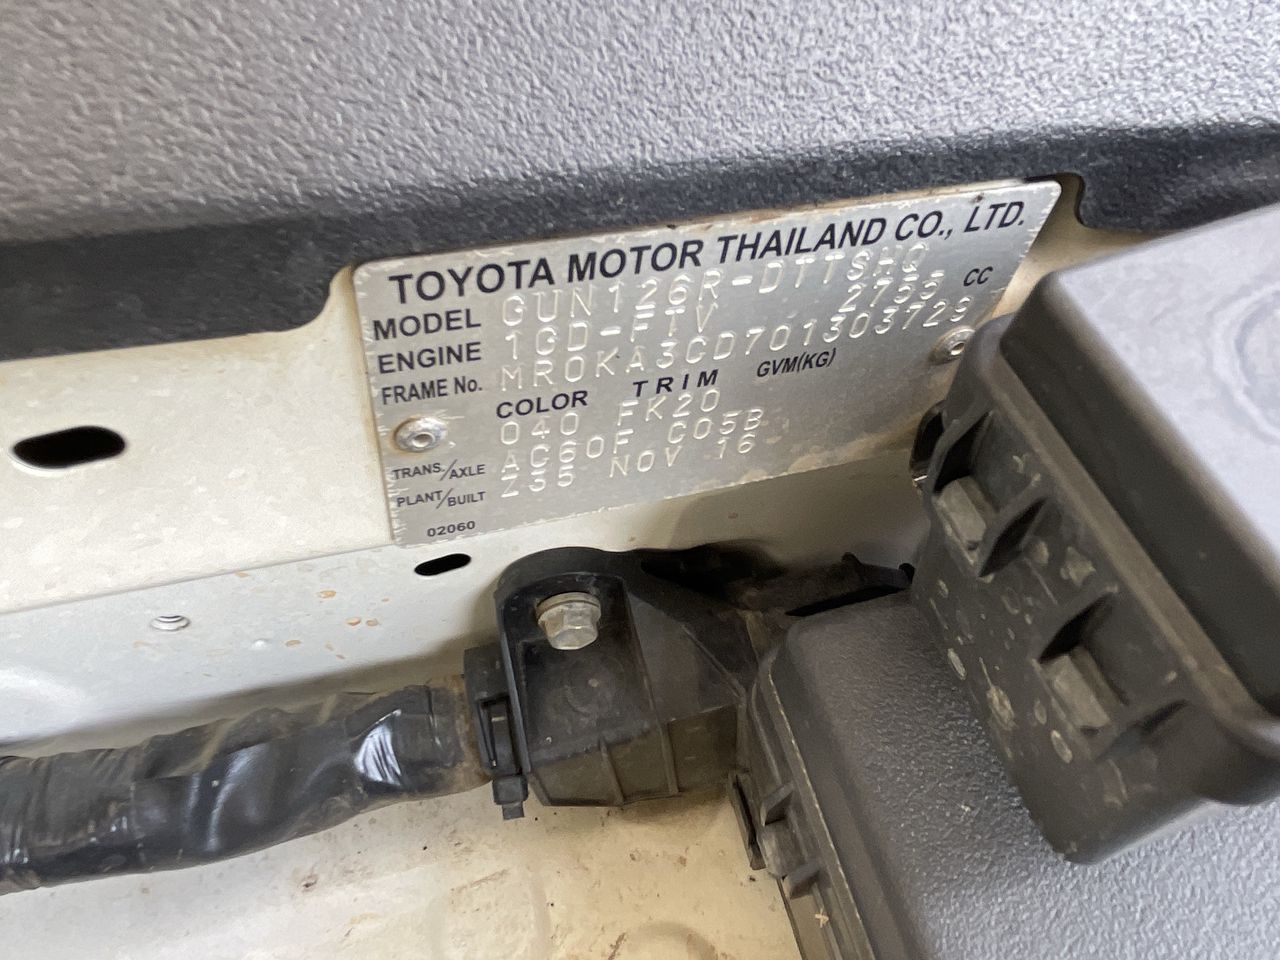 TOYOTA MOTOR THAILAND CO., LTD.
MODEL GUN126R-DTTSHQ
ENGINE 1GD-FTV 2755 CC
FRAME No. MR0KA3CD701303729
COLOR TRIM GVM(KG)
040 FK20
TRANS./AXLE AC60F C05B
PLANT/BUILT Z35 NOV 16
02060